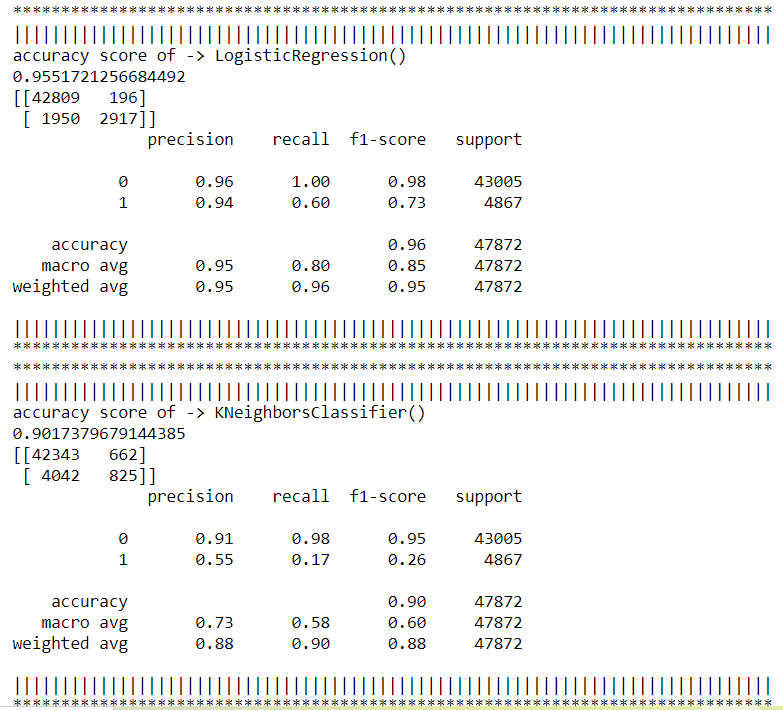 *******************************************************************************
|||||||||||||||||||||||||||||||||||||||||||||||||||||||||||||||||||||||||||||||
accuracy score of -> LogisticRegression()
0.9551721256684492
[[42809   196]
 [ 1950  2917]]
              precision    recall  f1-score   support

           0       0.96      1.00      0.98     43005
           1       0.94      0.60      0.73      4867

    accuracy                           0.96     47872
   macro avg       0.95      0.80      0.85     47872
weighted avg       0.95      0.96      0.95     47872

|||||||||||||||||||||||||||||||||||||||||||||||||||||||||||||||||||||||||||||||
*******************************************************************************
*******************************************************************************
|||||||||||||||||||||||||||||||||||||||||||||||||||||||||||||||||||||||||||||||
accuracy score of -> KNeighborsClassifier()
0.9017379679144385
[[42343   662]
 [ 4042   825]]
              precision    recall  f1-score   support

           0       0.91      0.98      0.95     43005
           1       0.55      0.17      0.26      4867

    accuracy                           0.90     47872
   macro avg       0.73      0.58      0.60     47872
weighted avg       0.88      0.90      0.88     47872

|||||||||||||||||||||||||||||||||||||||||||||||||||||||||||||||||||||||||||||||
*******************************************************************************